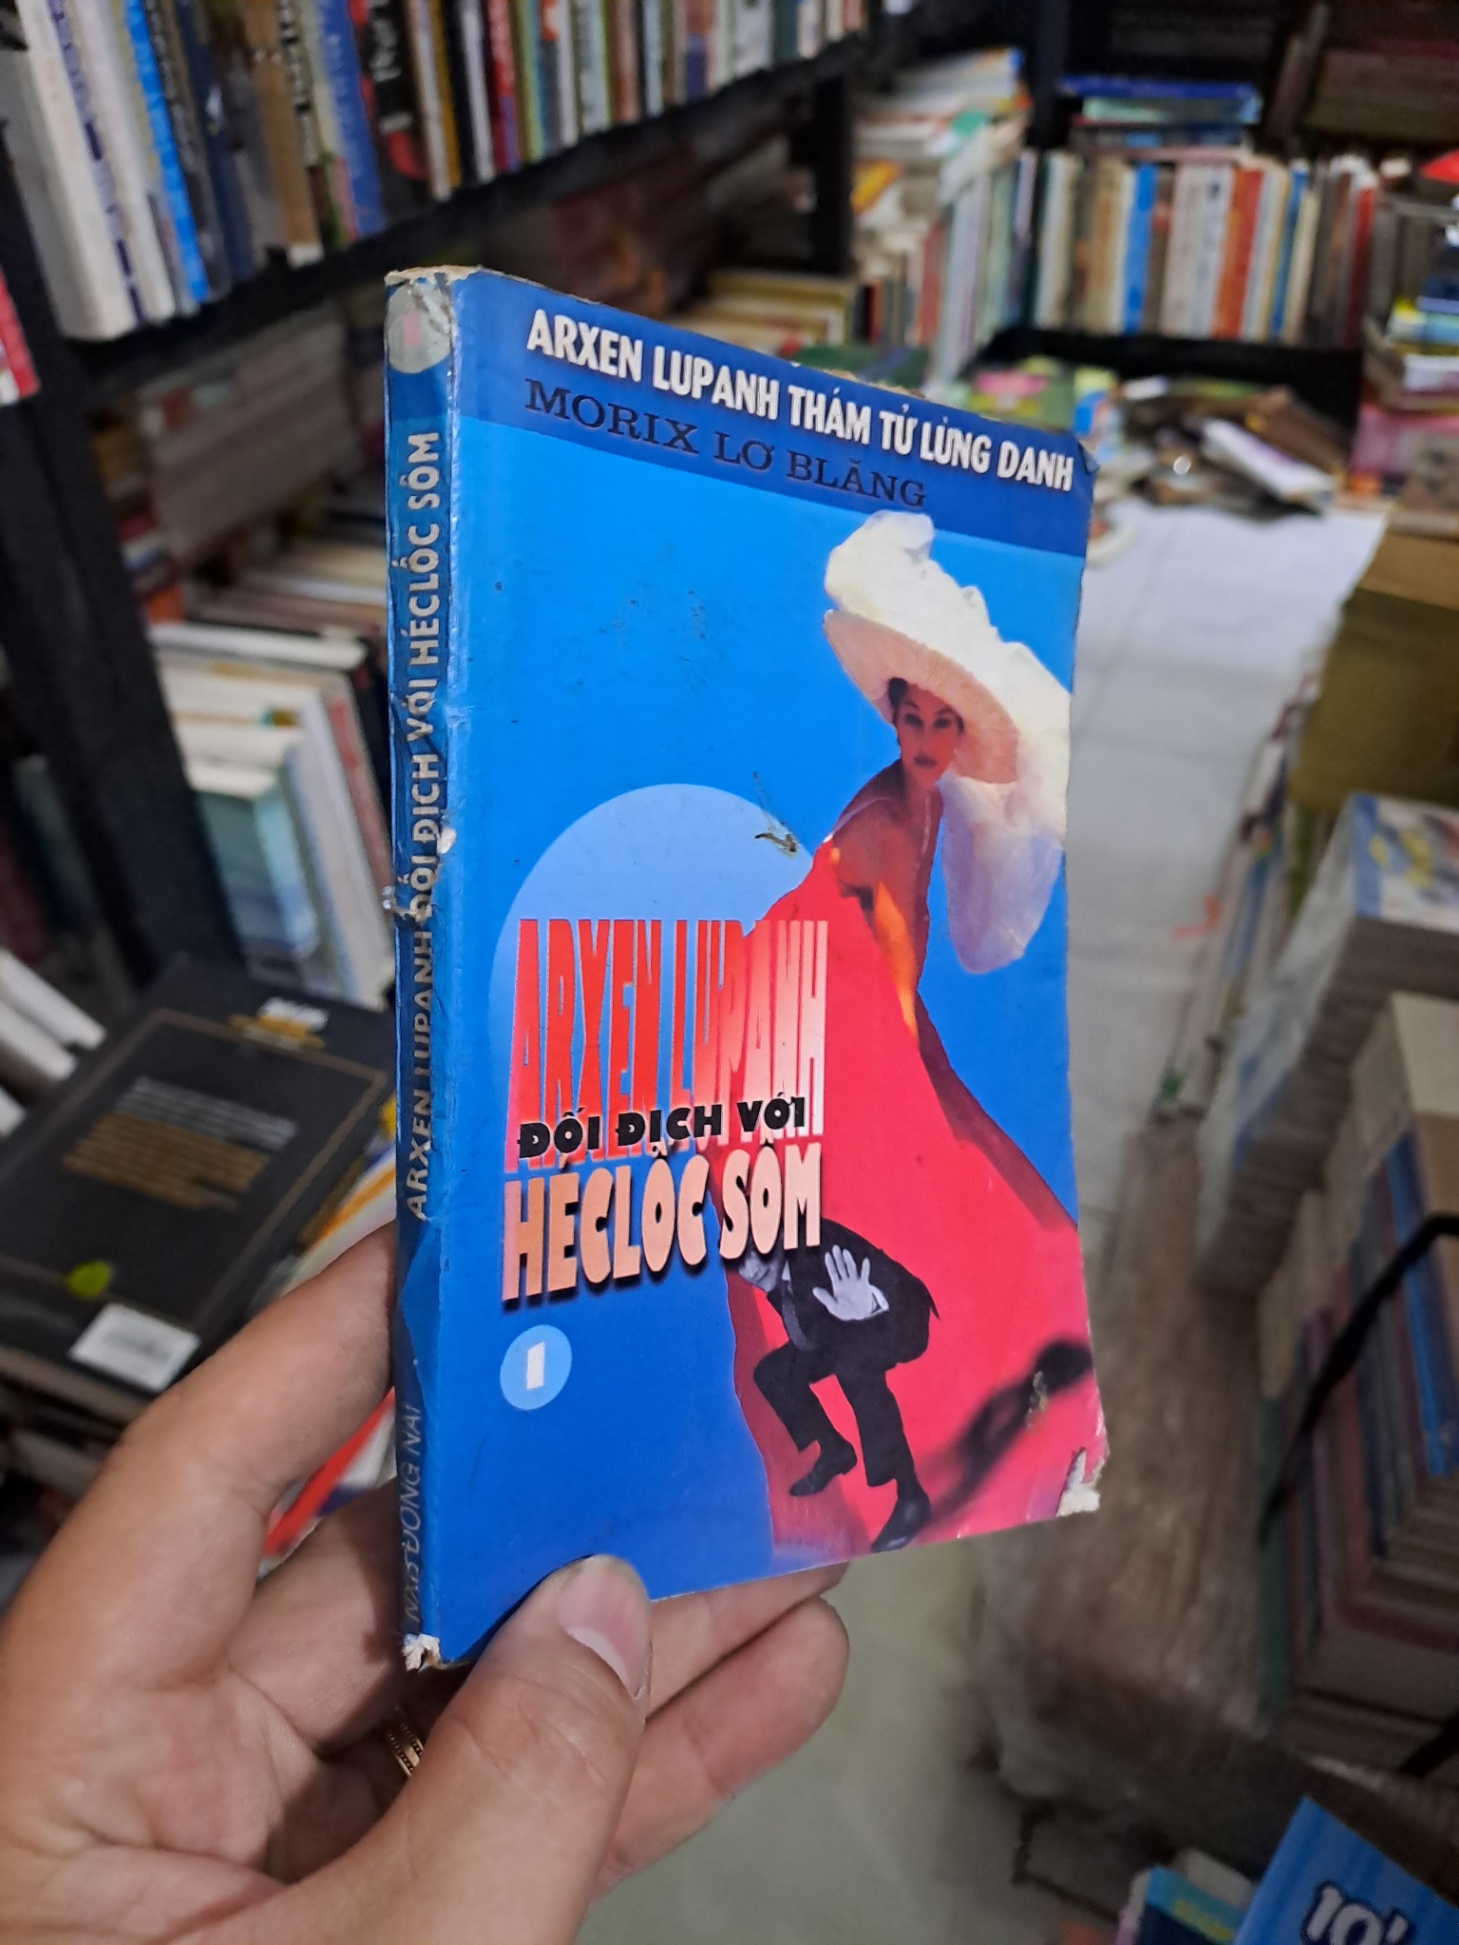 ARXEN LUPANH THÁM TỬ LỪNG DANH
MORIX LƠ BLĂNG
ARXEN LUPANH
ĐỐI ĐỊCH VỚI
HÉCLỐC SÔM
1
ARXEN LUPANH ĐỐI ĐỊCH VỚI HÉCLỐC SÔM
NXB ĐỒNG NAI
10'